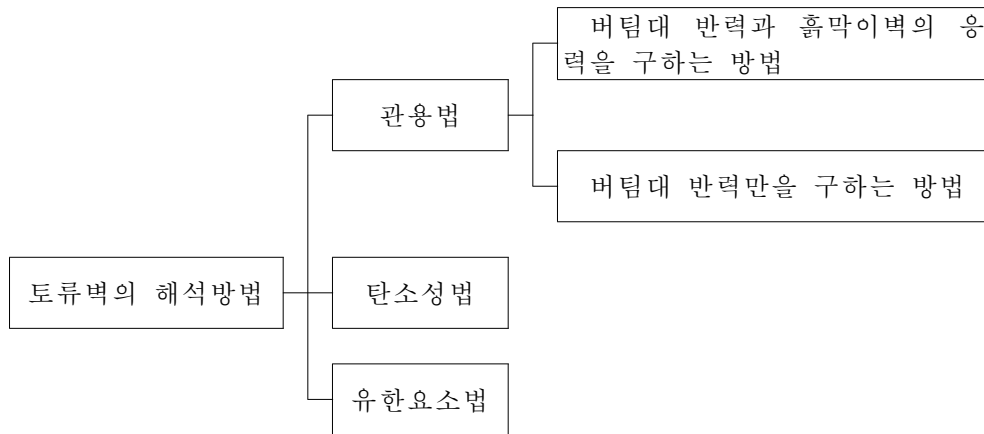 버팀대 반력과 흙막이벽의 응
력을 구하는 방법
관용법
버팀대 반력만을 구하는 방법
토류벽의 해석방법
탄소성법
유한요소법